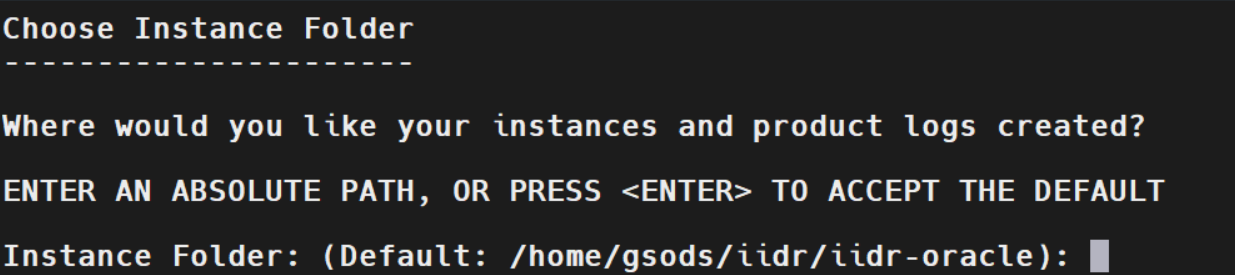 Choose Instance Folder
----------------------
Where would you like your instances and product logs created?
ENTER AN ABSOLUTE PATH, OR PRESS <ENTER> TO ACCEPT THE DEFAULT
Instance Folder: (Default: /home/gsods/iidr/iidr-oracle):